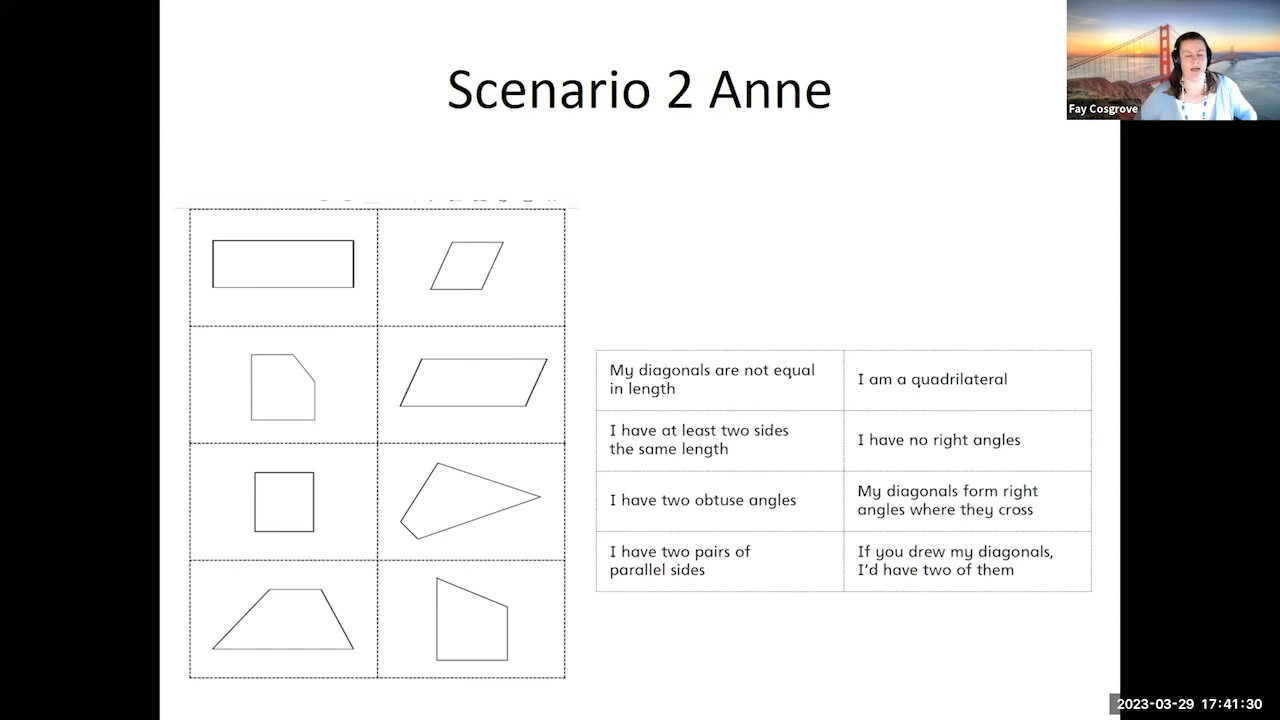 Scenario 2 Anne
Fay Cosgrove
My diagonals are not equal
in length
I am a quadrilateral
I have at least two sides
the same length
I have no right angles
I have two obtuse angles
My diagonals form right
angles where they cross
I have two pairs of
parallel sides
If you drew my diagonals,
I'd have two of them
2023-03-29 17:41:30